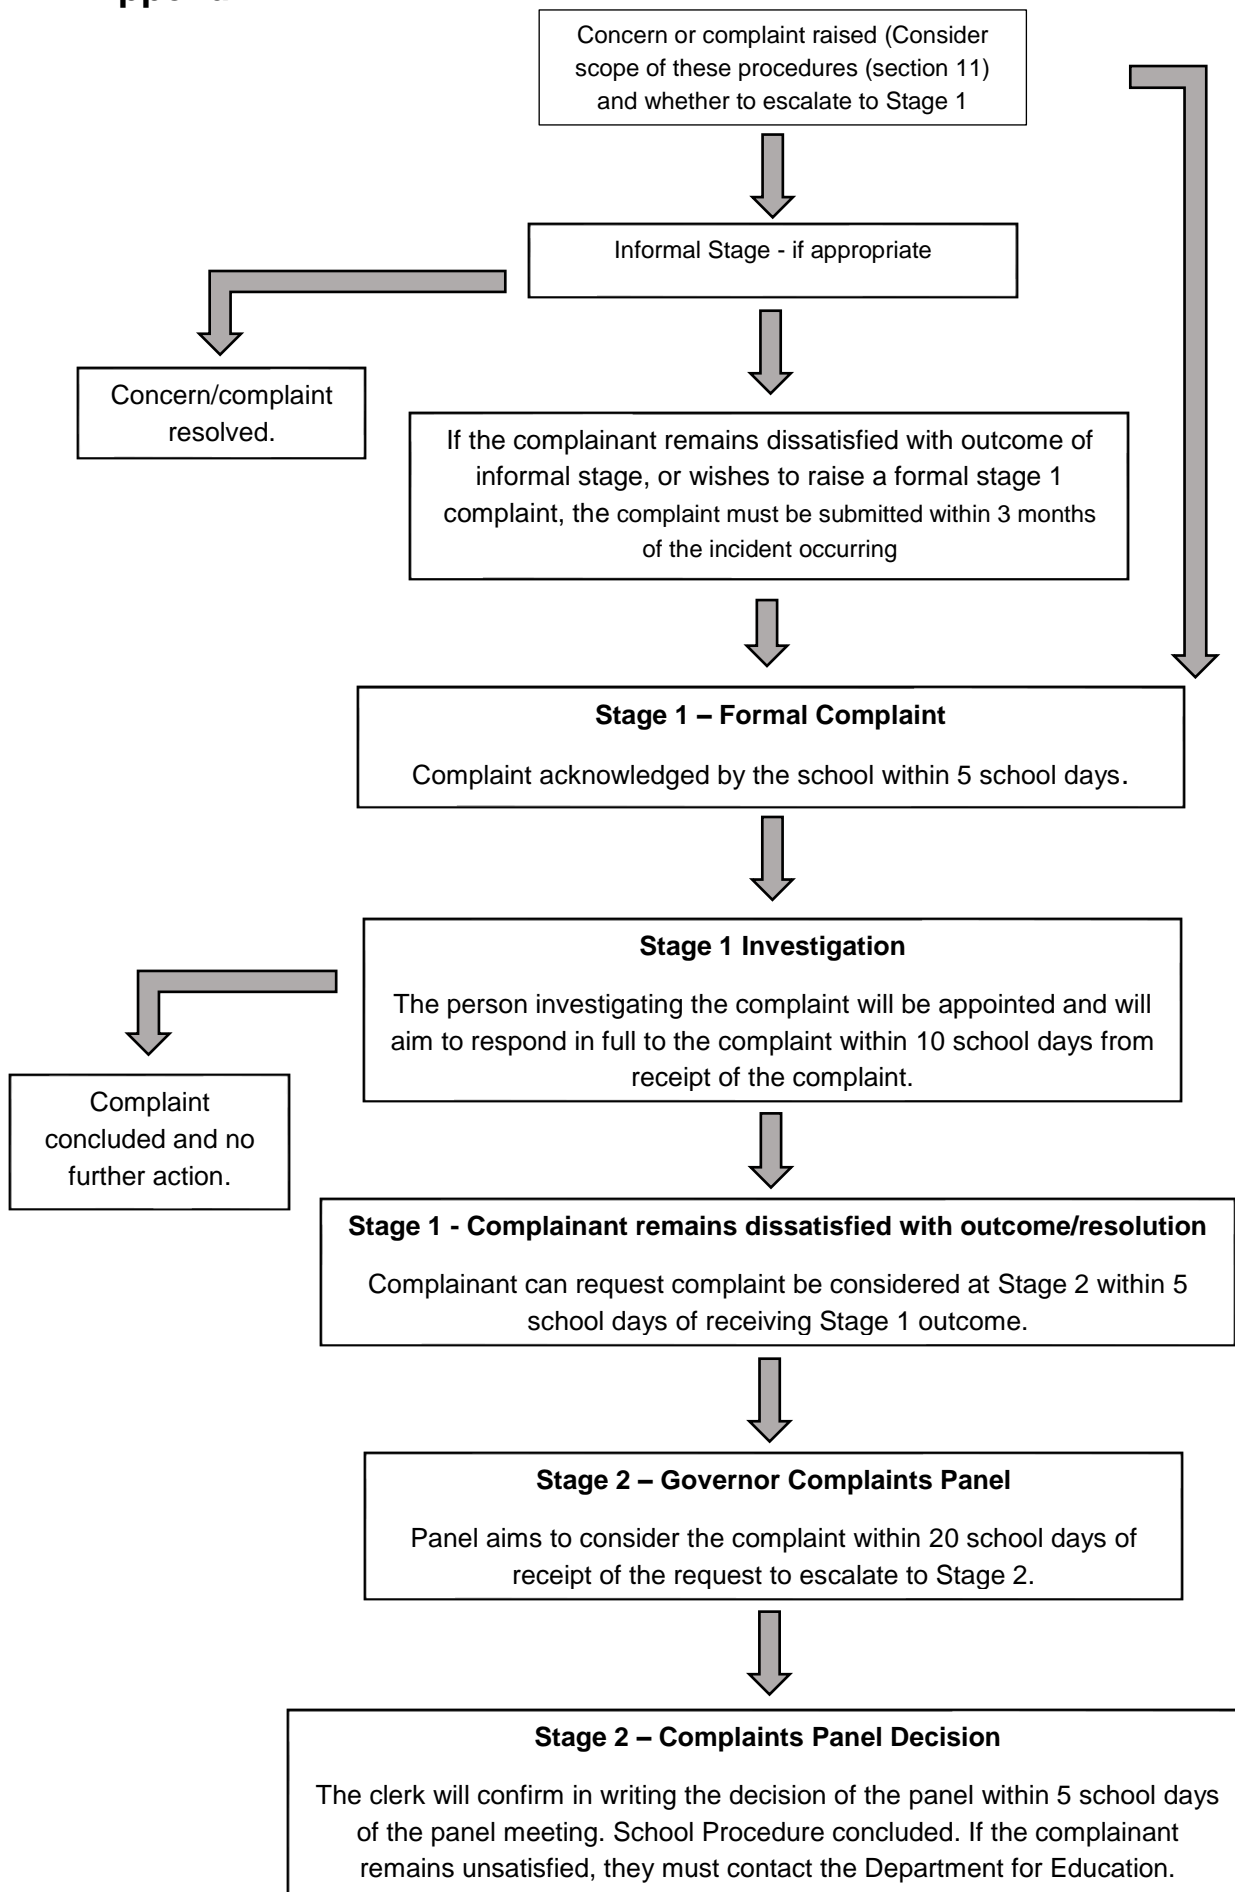 Concern or complaint raised (Consider
scope of these procedures (section 11)
and whether to escalate to Stage 1
Informal Stage - if appropriate
Concern/complaint
resolved.
If the complainant remains dissatisfied with outcome of
informal stage, or wishes to raise a formal stage 1
complaint, the complaint must be submitted within 3 months
of the incident occurring
Stage 1 – Formal Complaint
Complaint acknowledged by the school within 5 school days.
Stage 1 Investigation
The person investigating the complaint will be appointed and will
aim to respond in full to the complaint within 10 school days from
receipt of the complaint.
Complaint
concluded and no
further action.
Stage 1 - Complainant remains dissatisfied with outcome/resolution
Complainant can request complaint be considered at Stage 2 within 5
school days of receiving Stage 1 outcome.
Stage 2 – Governor Complaints Panel
Panel aims to consider the complaint within 20 school days of
receipt of the request to escalate to Stage 2.
Stage 2 – Complaints Panel Decision
The clerk will confirm in writing the decision of the panel within 5 school days
of the panel meeting. School Procedure concluded. If the complainant
remains unsatisfied, they must contact the Department for Education.